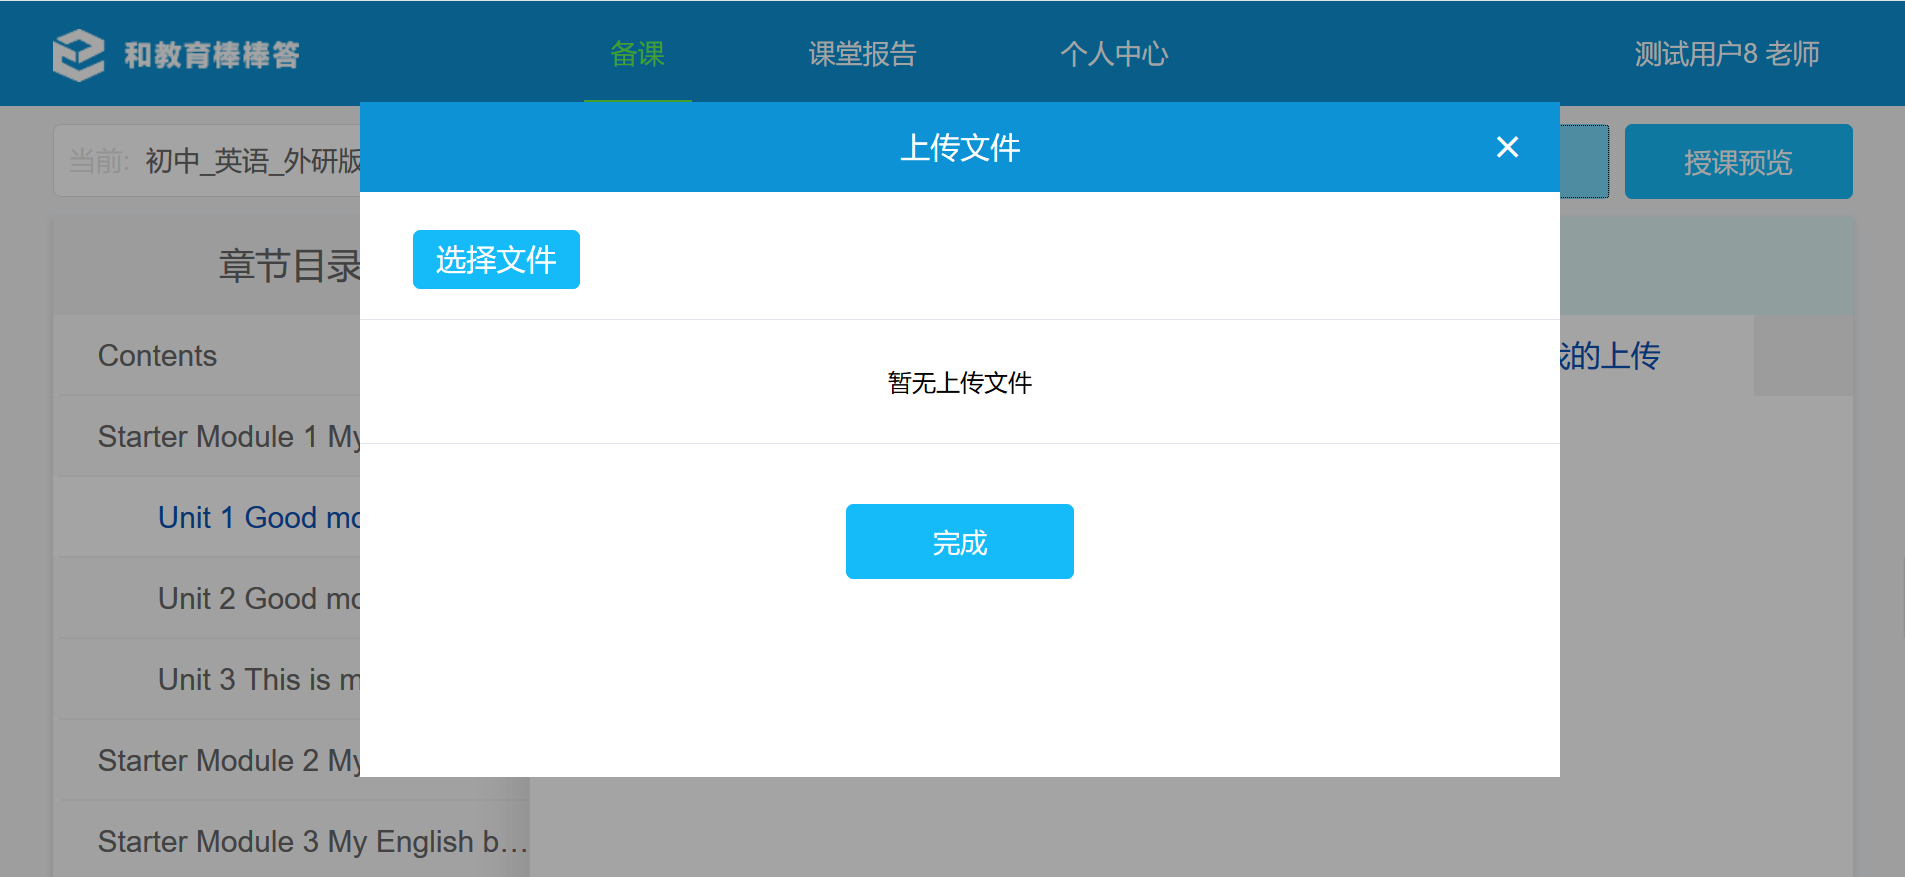 和教育棒棒答
备课
课堂报告
个人中心
测试用户8 老师
当前: 初中_英语_外研版
授课预览
上传文件
选择文件
暂无上传文件
完成
章节目录
Contents
Starter Module 1 My
Unit 1 Good mo
Unit 2 Good mo
Unit 3 This is m
Starter Module 2 My
Starter Module 3 My English b…
我的上传